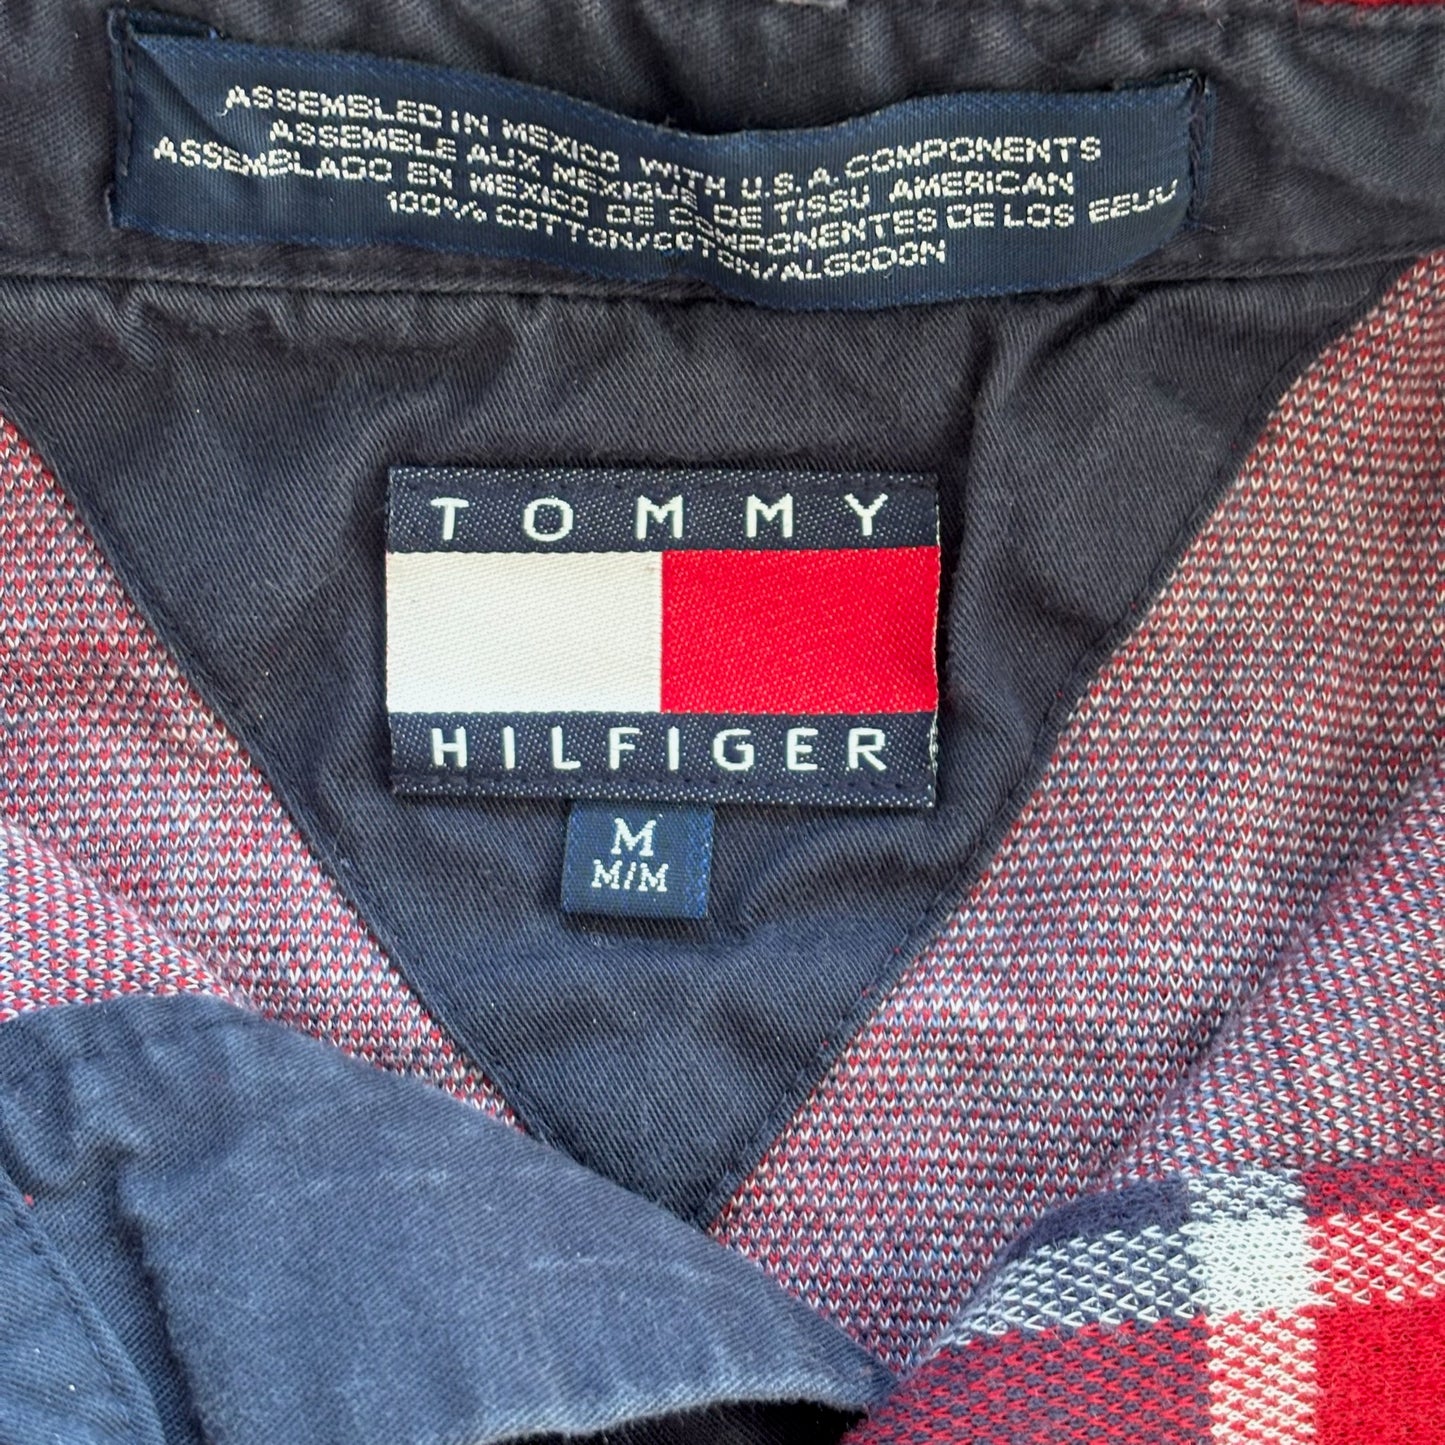 ASSEMBLED IN MEXICO WITH U.S.A. COMPONENTS
ASSEMBLE AUX MEXIQUE DE TISSU AMERICAN
ASSEMBLADO EN MEXICO DE COMPONENTES DE LOS EEUU
100% COTTON/COTTON/ALGODON
TOMMY
HILFIGER
M
M/M